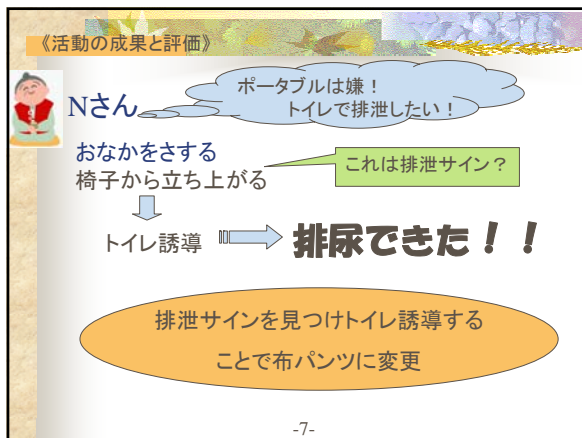 《活動の成果と評価》
Nさん
ポータブルは嫌！
トイレで排泄したい！
おなかをさする
椅子から立ち上がる
これは排泄サイン？
トイレ誘導
排尿できた！！
排泄サインを見つけトイレ誘導する
ことで布パンツに変更
-7-